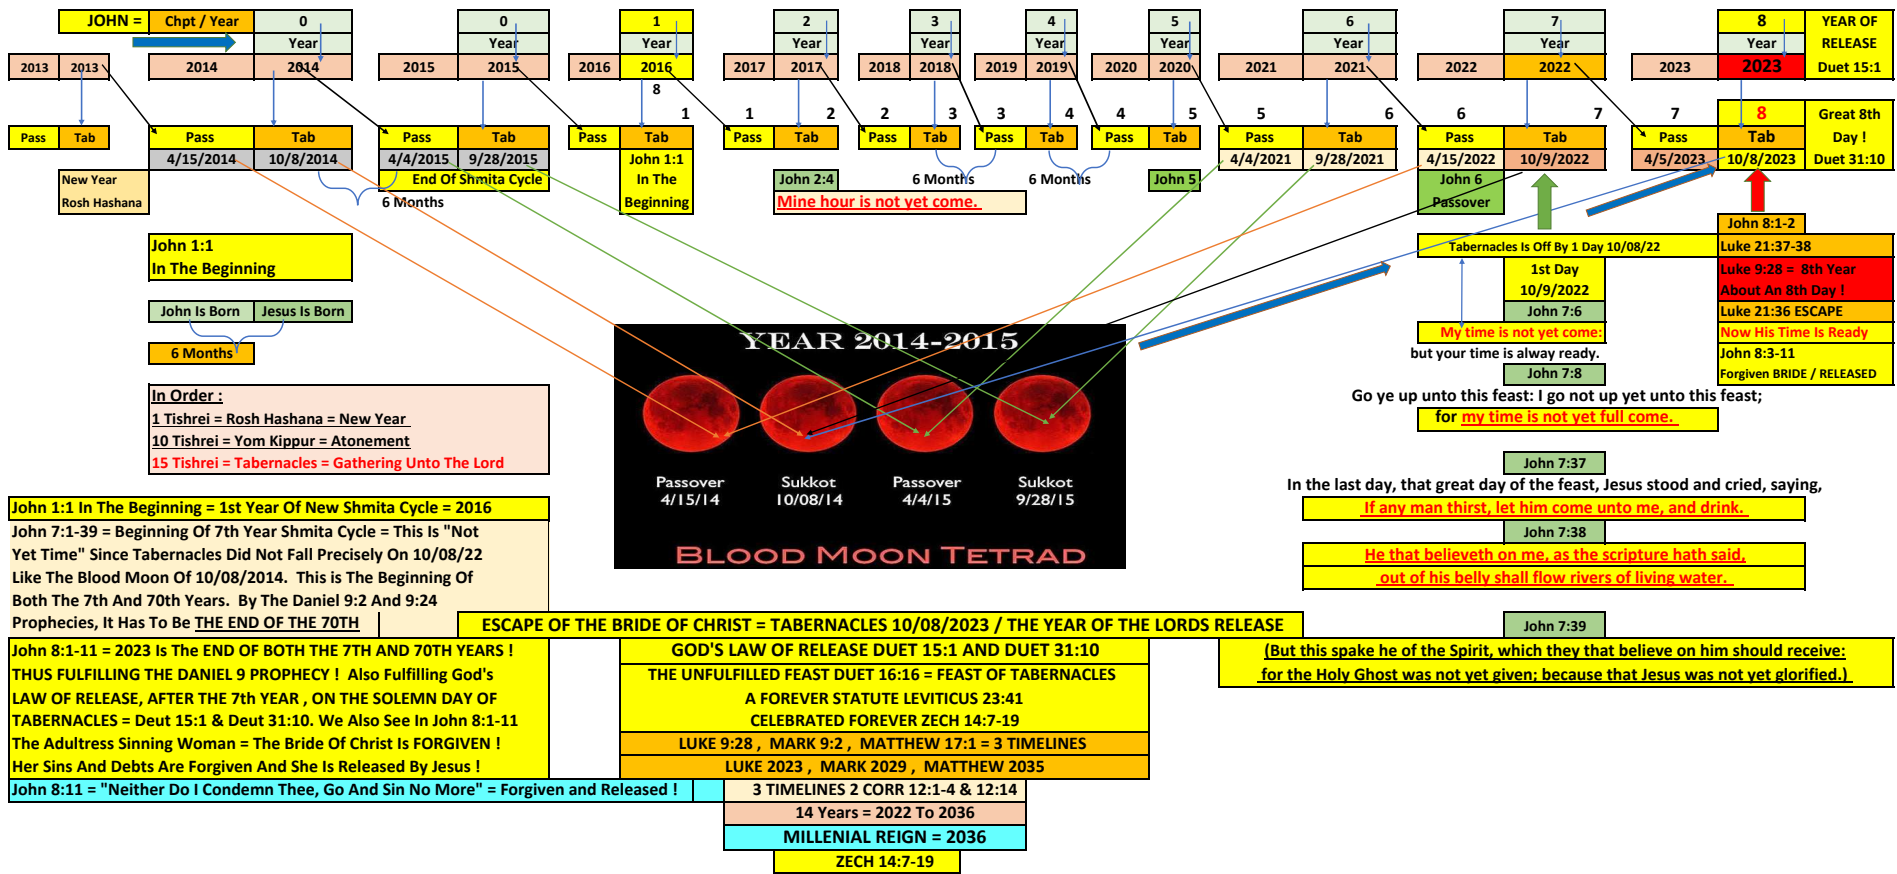 JOHN = Chpt / Year 0 0 1 2 3 4 5 6 7 8 YEAR OF
Year Year Year Year Year Year Year Year Year Year RELEASE
2013 2013 2014 2014 2015 2015 2016 2016 2017 2017 2018 2018 2019 2019 2020 2020 2021 2021 2022 2022 2023 2023 Duet 15:1
8
1 1 2 2 3 3 4 4 5 5 6 6 7 7 8 Great 8th
Pass Tab Pass Tab Pass Tab Pass Tab Pass Tab Pass Tab Pass Tab Pass Tab Pass Tab Pass Tab Pass Tab Day !
4/15/2014 10/8/2014 4/4/2015 9/28/2015 John 1:1 4/4/2021 9/28/2021 4/15/2022 10/9/2022 4/5/2023 10/8/2023 Duet 31:10
New Year End Of Shmita Cycle In The John 2:4 6 Months 6 Months John 5 John 6
Rosh Hashana 6 Months Beginning Mine hour is not yet come. Passover
John 8:1-2
John 1:1
In The Beginning
Tabernacles Is Off By 1 Day 10/08/22 Luke 21:37-38
1st Day Luke 9:28 = 8th Year
10/9/2022 About An 8th Day !
John Is Born Jesus Is Born
John 7:6 Luke 21:36 ESCAPE
My time is not yet come: Now His Time Is Ready
6 Months
but your time is alway ready. John 8:3-11
John 7:8 Forgiven BRIDE / RELEASED
Go ye up unto this feast: I go not up yet unto this feast;
for my time is not yet full come.
In Order :
1 Tishrei = Rosh Hashana = New Year
10 Tishrei = Yom Kippur = Atonement
15 Tishrei = Tabernacles = Gathering Unto The Lord
YEAR 2014-2015
Passover Sukkot Passover Sukkot
4/15/14 10/08/14 4/4/15 9/28/15
BLOOD MOON TETRAD
John 7:37
In the last day, that great day of the feast, Jesus stood and cried, saying,
If any man thirst, let him come unto me, and drink.
John 7:38
He that believeth on me, as the scripture hath said,
out of his belly shall flow rivers of living water.
John 7:39
(But this spake he of the Spirit, which they that believe on him should receive:
for the Holy Ghost was not yet given; because that Jesus was not yet glorified.)
John 1:1 In The Beginning = 1st Year Of New Shmita Cycle = 2016
John 7:1-39 = Beginning Of 7th Year Shmita Cycle = This Is "Not
Yet Time" Since Tabernacles Did Not Fall Precisely On 10/08/22
Like The Blood Moon Of 10/08/2014. This is The Beginning Of
Both The 7th And 70th Years. By The Daniel 9:2 And 9:24
Prophecies, It Has To Be THE END OF THE 70TH
John 8:1-11 = 2023 Is The END OF BOTH THE 7TH AND 70TH YEARS !
THUS FULFILLING THE DANIEL 9 PROPHECY ! Also Fulfilling God's
LAW OF RELEASE, AFTER THE 7th YEAR , ON THE SOLEMN DAY OF
TABERNACLES = Deut 15:1 & Deut 31:10. We Also See In John 8:1-11
The Adultress Sinning Woman = The Bride Of Christ Is FORGIVEN !
Her Sins And Debts Are Forgiven And She Is Released By Jesus !
John 8:11 = "Neither Do I Condemn Thee, Go And Sin No More" = Forgiven and Released !
ESCAPE OF THE BRIDE OF CHRIST = TABERNACLES 10/08/2023 / THE YEAR OF THE LORDS RELEASE
GOD'S LAW OF RELEASE DUET 15:1 AND DUET 31:10
THE UNFULFILLED FEAST DUET 16:16 = FEAST OF TABERNACLES
A FOREVER STATUTE LEVITICUS 23:41
CELEBRATED FOREVER ZECH 14:7-19
LUKE 9:28 , MARK 9:2 , MATTHEW 17:1 = 3 TIMELINES
LUKE 2023 , MARK 2029 , MATTHEW 2035
3 TIMELINES 2 CORR 12:1-4 & 12:14
14 Years = 2022 To 2036
MILLENIAL REIGN = 2036
ZECH 14:7-19